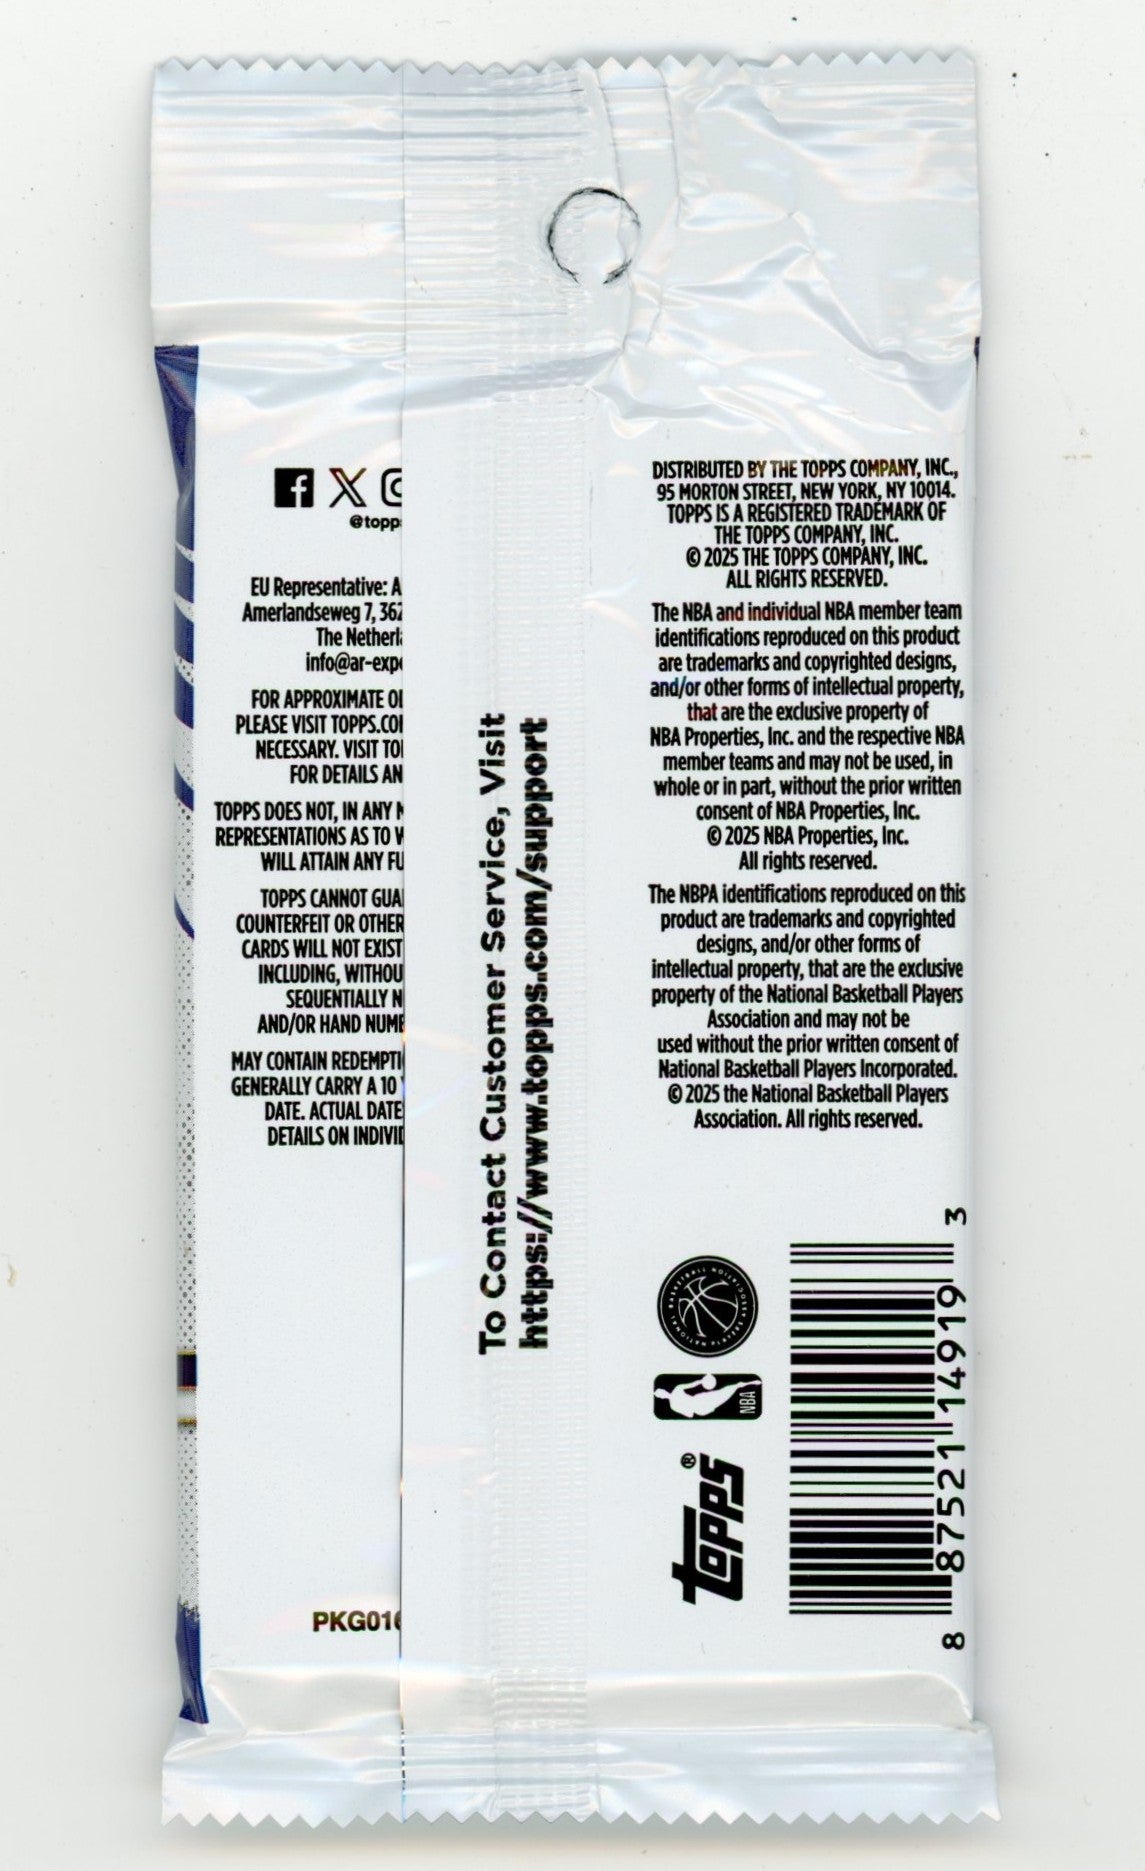 @topps
EU Representative: A
Amerlandseweg 7, 362
The Netherl
info@ar-expe
FOR APPROXIMATE O
PLEASE VISIT TOPPS.CO
NECESSARY. VISIT TO
FOR DETAILS AN
TOPPS DOES NOT, IN ANY
REPRESENTATIONS AS TO
WILL ATTAIN ANY FU
TOPPS CANNOT GUA
COUNTERFEIT OR OTHER
CARDS WILL NOT EXIST
INCLUDING, WITHOU
SEQUENTIALLY N
AND/OR HAND NUM
MAY CONTAIN REDEMPTI
GENERALLY CARRY A 10
DATE. ACTUAL DATE
DETAILS ON INDIVI
PKG016
To Contact Customer Service, Visit
https://www.topps.com/support
DISTRIBUTED BY THE TOPPS COMPANY, INC.,
95 MORTON STREET, NEW YORK, NY 10014.
TOPPS IS A REGISTERED TRADEMARK OF
THE TOPPS COMPANY, INC.
© 2025 THE TOPPS COMPANY, INC.
ALL RIGHTS RESERVED.
The NBA and individual NBA member team
identifications reproduced on this product
are trademarks and copyrighted designs,
and/or other forms of intellectual property,
that are the exclusive property of
NBA Properties, Inc. and the respective NBA
member teams and may not be used, in
whole or in part, without the prior written
consent of NBA Properties, Inc.
© 2025 NBA Properties, Inc.
All rights reserved.
The NBPA identifications reproduced on this
product are trademarks and copyrighted
designs, and/or other forms of
intellectual property, that are the exclusive
property of the National Basketball Players
Association and may not be
used without the prior written consent of
National Basketball Players Incorporated.
© 2025 the National Basketball Players
Association. All rights reserved.
NATIONAL BASKETBALL PLAYERS ASSOCIATION
NBA
topps®
8 87521 14919 3